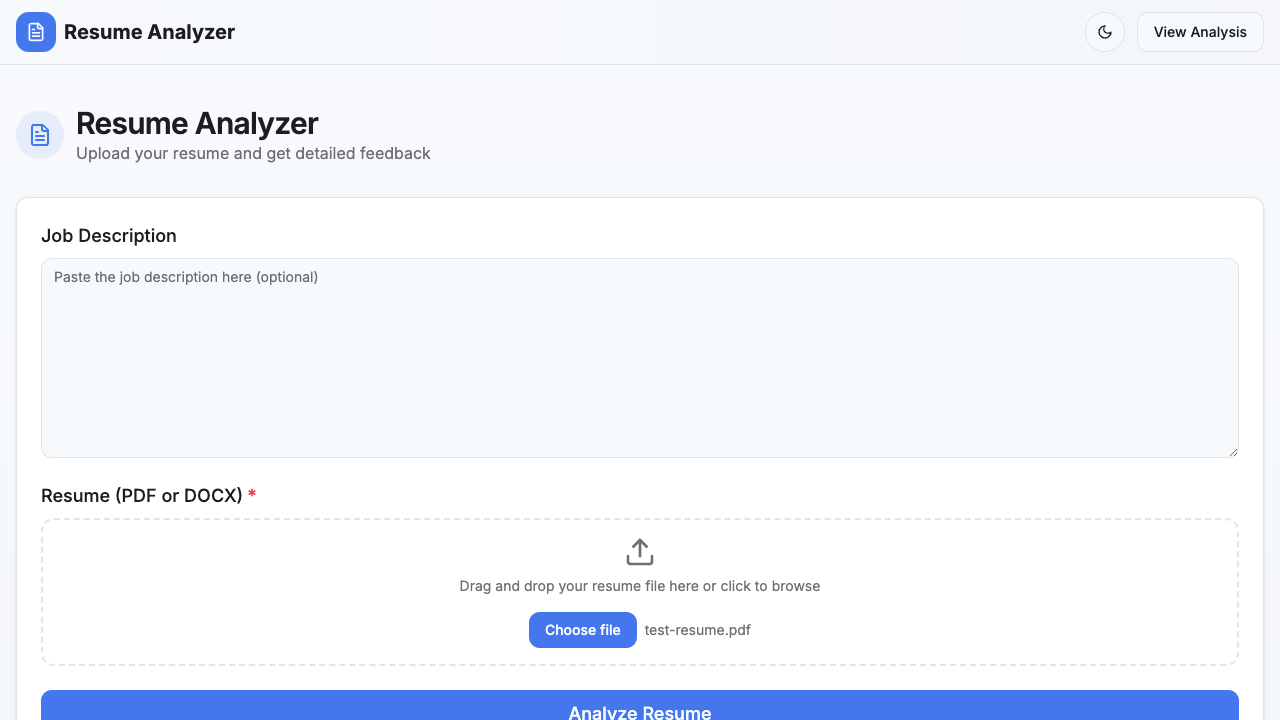 Resume Analyzer
View Analysis
Resume Analyzer
Upload your resume and get detailed feedback
Job Description
Paste the job description here (optional)
Resume (PDF or DOCX) *
Drag and drop your resume file here or click to browse
Choose file test-resume.pdf
Analyze Resume